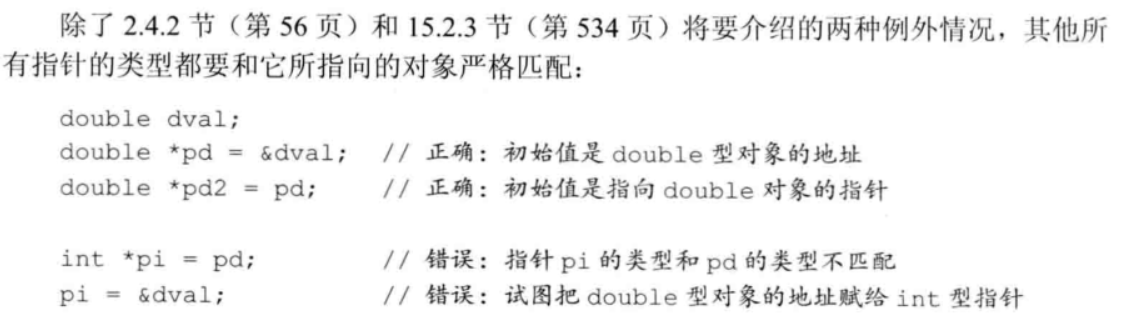 除了 2.4.2 节（第 56 页）和 15.2.3 节（第 534 页）将要介绍的两种例外情况，其他所
有指针的类型都要和它所指向的对象严格匹配：
double dval;
double *pd = &dval; // 正确：初始值是 double 型对象的地址
double *pd2 = pd; // 正确：初始值是指向 double 对象的指针
int *pi = pd; // 错误：指针 pi 的类型和 pd 的类型不匹配
pi = &dval; // 错误：试图把 double 型对象的地址赋给 int 型指针